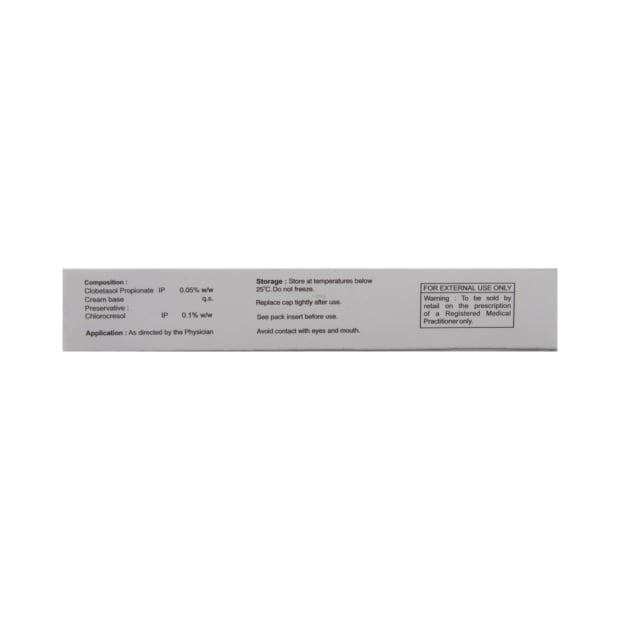 Composition :
Clobetasol Propionate IP 0.05% w/w
Cream base q.s.
Preservative :
Chlorocresol IP 0.1% w/w
Application : As directed by the Physician
Storage : Store at temperatures below
25°C. Do not freeze.
Replace cap tightly after use.
See pack insert before use.
Avoid contact with eyes and mouth.
FOR EXTERNAL USE ONLY
Warning : To be sold by
retail on the prescription
of a Registered Medical
Practitioner only.